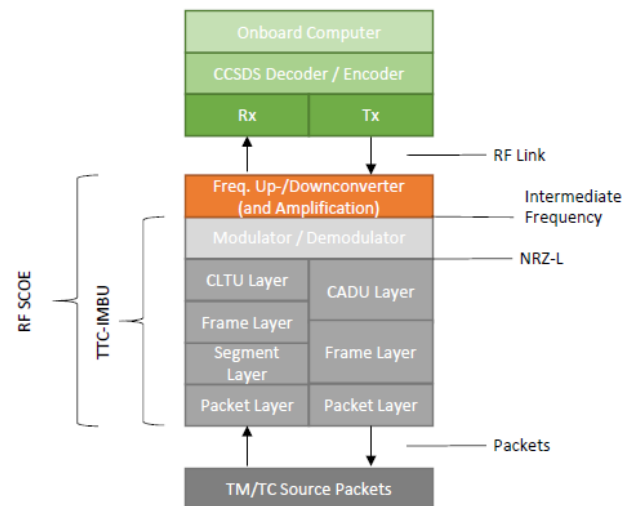 Onboard Computer
CCSDS Decoder / Encoder
Rx
Tx
RF Link
Freq. Up-/Downconverter
(and Amplification)
Intermediate
Frequency
Modulator / Demodulator
NRZ-L
CLTU Layer
CADU Layer
Frame Layer
Segment
Layer
Frame Layer
Packet Layer
Packet Layer
RF SCOE
TTC-IMBU
Packets
TM/TC Source Packets